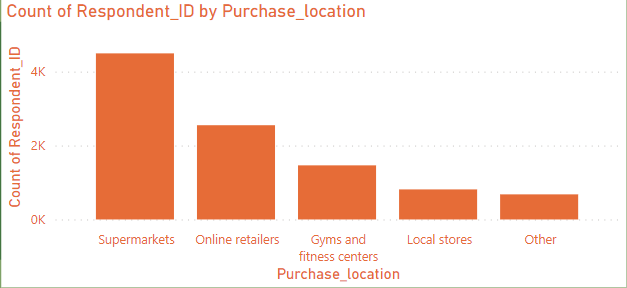 Count of Respondent_ID by Purchase_location
Count of Respondent_ID
4K
2K
0K
Supermarkets
Online retailers
Gyms and
fitness centers
Local stores
Other
Purchase_location